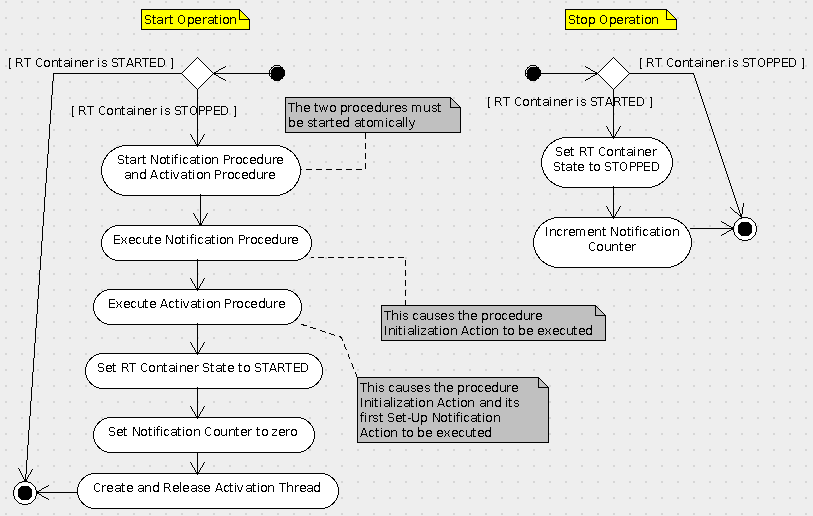 Start Operation
[ RT Container is STARTED ]
[ RT Container is STOPPED ]
The two procedures must
be started atomically
Start Notification Procedure
and Activation Procedure
Execute Notification Procedure
This causes the procedure
Initialization Action to be executed
Execute Activation Procedure
This causes the procedure
Initialization Action and its
first Set-Up Notification
Action to be executed
Set RT Container State to STARTED
Set Notification Counter to zero
Create and Release Activation Thread
Stop Operation
[ RT Container is STOPPED ]
[ RT Container is STARTED ]
Set RT Container
State to STOPPED
Increment Notification
Counter